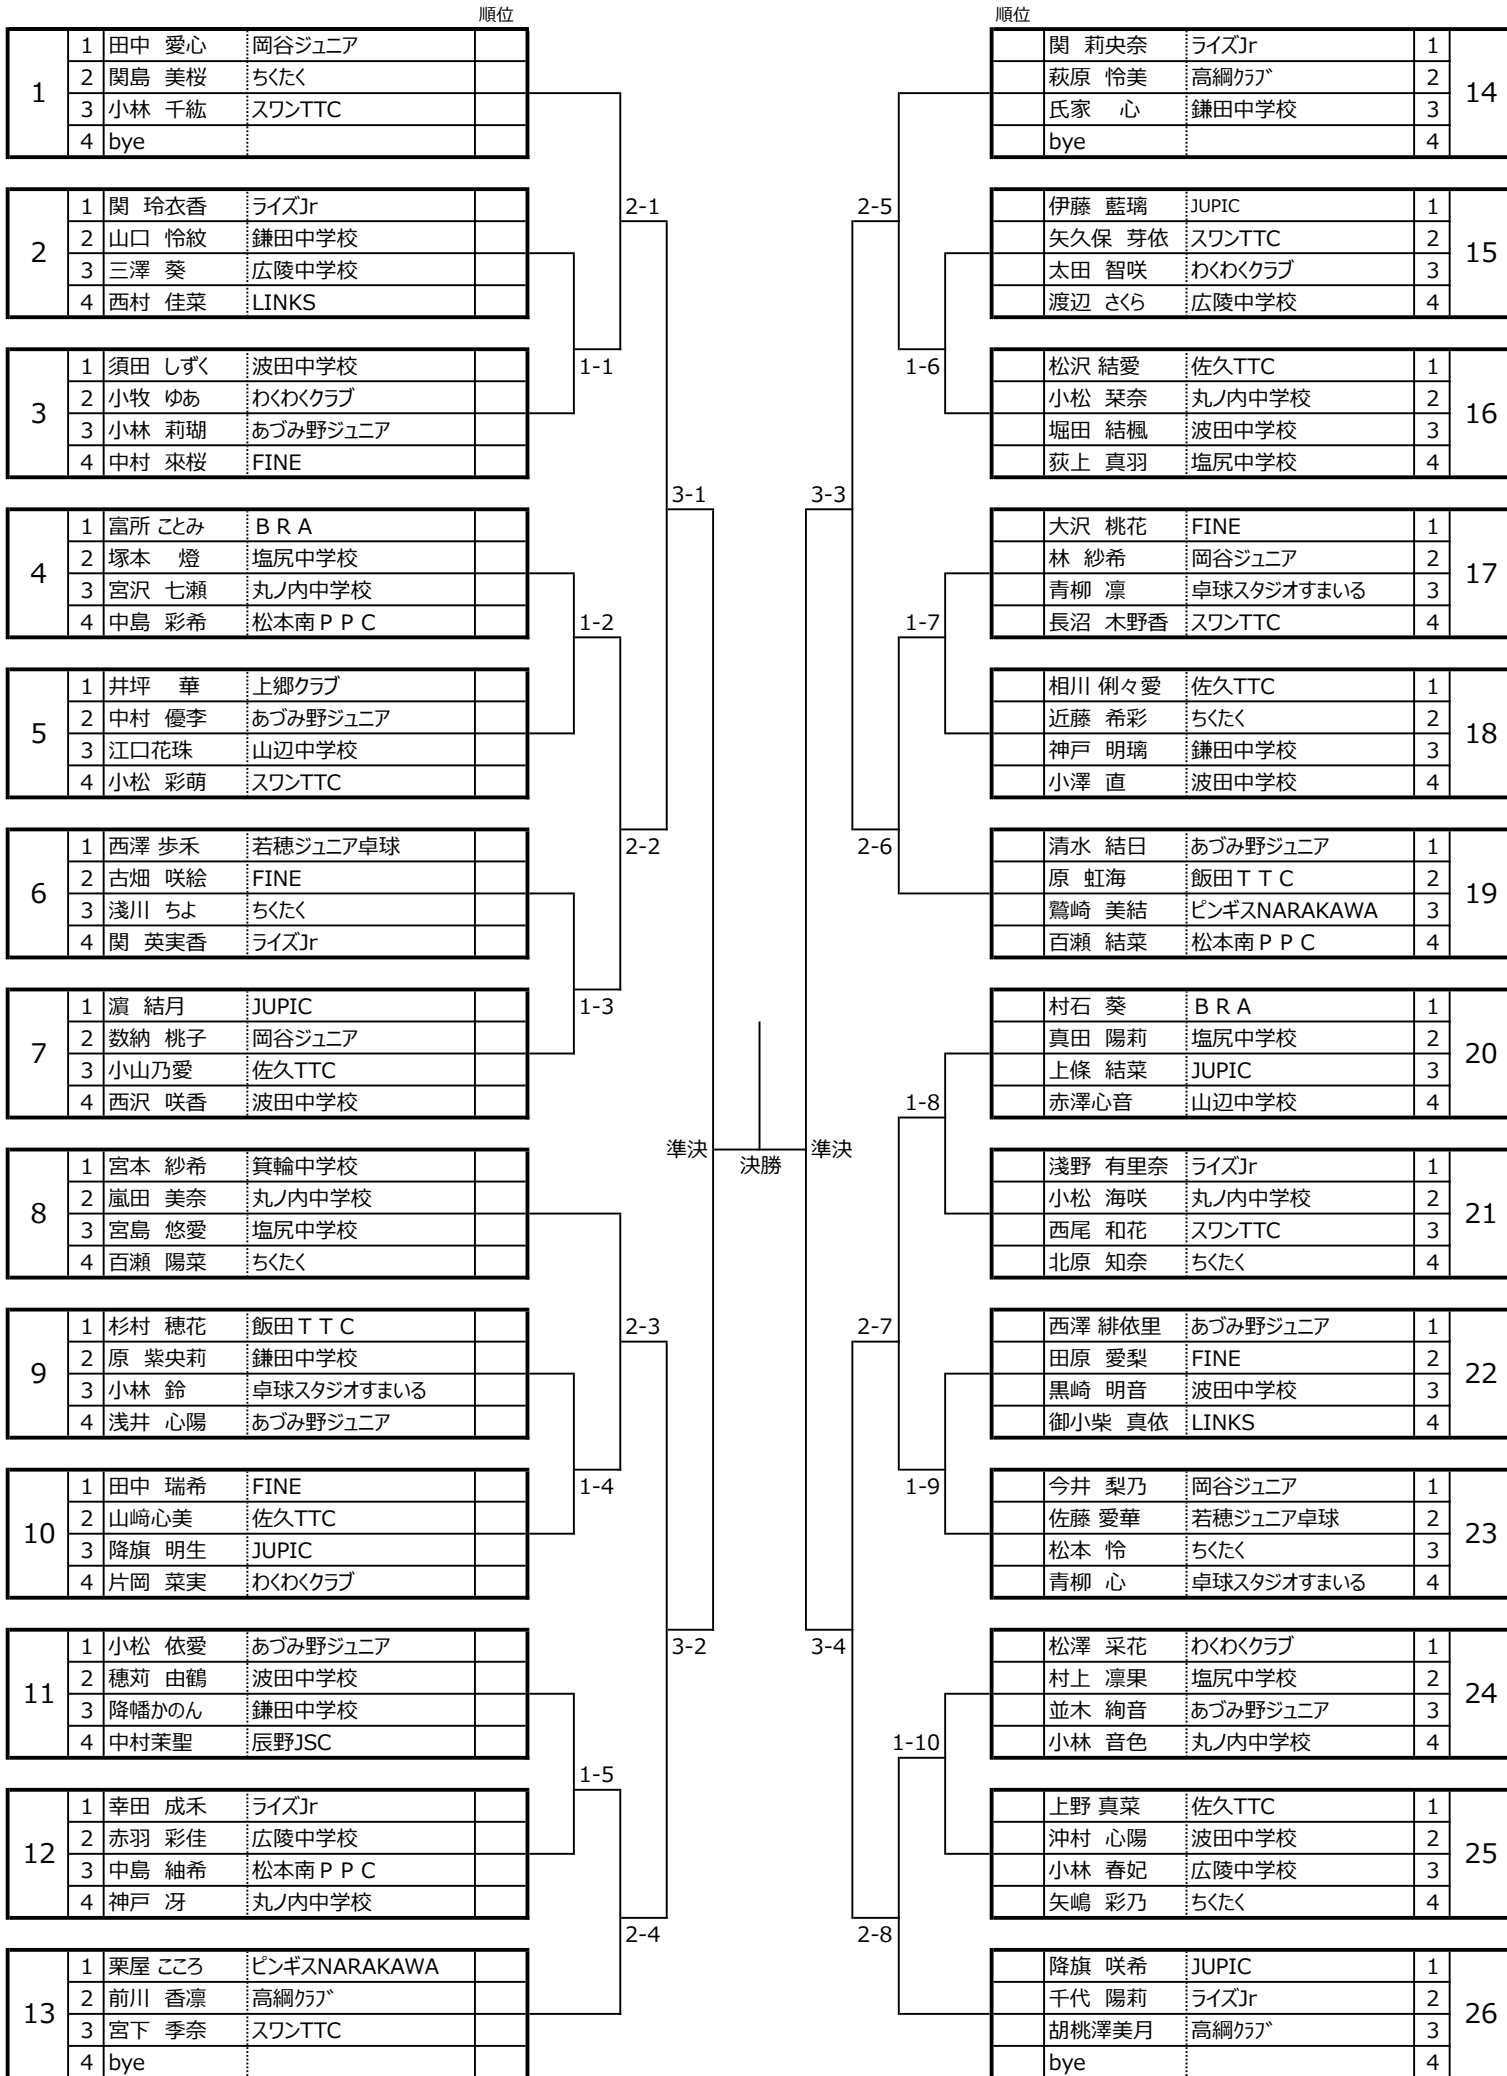 順位
1
1 田中 愛心 岡谷ジュニア
2 関島 美桜 ちくたく
3 小林 千紘 スワンTTC
4 bye
2
1 関 玲衣香 ライズJr
2 山口 怜紋 鎌田中学校
3 三澤 葵 広陵中学校
4 西村 佳菜 LINKS
3
1 須田 しずく 波田中学校
2 小牧 ゆあ わくわくクラブ
3 小林 莉瑚 あづみ野ジュニア
4 中村 來桜 FINE
4
1 富所 ことみ ＢＲＡ
2 塚本 燈 塩尻中学校
3 宮沢 七瀬 丸ノ内中学校
4 中島 彩希 松本南ＰＰＣ
5
1 井坪 華 上郷クラブ
2 中村 優李 あづみ野ジュニア
3 江口花珠 山辺中学校
4 小松 彩萌 スワンTTC
6
1 西澤 歩禾 若穂ジュニア卓球
2 古畑 咲絵 FINE
3 淺川 ちよ ちくたく
4 関 英実香 ライズJr
7
1 濵 結月 JUPIC
2 数納 桃子 岡谷ジュニア
3 小山乃愛 佐久TTC
4 西沢 咲香 波田中学校
8
1 宮本 紗希 箕輪中学校
2 嵐田 美奈 丸ノ内中学校
3 宮島 悠愛 塩尻中学校
4 百瀬 陽菜 ちくたく
9
1 杉村 穂花 飯田ＴＴＣ
2 原 紫央莉 鎌田中学校
3 小林 鈴 卓球スタジオすまいる
4 浅井 心陽 あづみ野ジュニア
10
1 田中 瑞希 FINE
2 山﨑心美 佐久TTC
3 降旗 明生 JUPIC
4 片岡 菜実 わくわくクラブ
11
1 小松 依愛 あづみ野ジュニア
2 穂苅 由鶴 波田中学校
3 降幡かのん 鎌田中学校
4 中村茉聖 辰野JSC
12
1 幸田 成禾 ライズJr
2 赤羽 彩佳 広陵中学校
3 中島 紬希 松本南ＰＰＣ
4 神戸 冴 丸ノ内中学校
13
1 栗屋 こころ ピンギスNARAKAWA
2 前川 香凛 高綱ｸﾗﾌﾞ
3 宮下 季奈 スワンTTC
4 bye
2-1
1-1
3-1
1-2
2-2
1-3
準決
2-3
1-4
3-2
1-5
2-4
決勝
2-5
1-6
3-3
1-7
2-6
1-8
準決
2-7
1-9
3-4
1-10
2-8
順位
関 莉央奈 ライズJr 1
萩原 怜美 高綱ｸﾗﾌﾞ 2
氏家 心 鎌田中学校 3
bye 4
14
伊藤 藍璃 JUPIC 1
矢久保 芽依 スワンTTC 2
太田 智咲 わくわくクラブ 3
渡辺 さくら 広陵中学校 4
15
松沢 結愛 佐久TTC 1
小松 栞奈 丸ノ内中学校 2
堀田 結楓 波田中学校 3
荻上 真羽 塩尻中学校 4
16
大沢 桃花 FINE 1
林 紗希 岡谷ジュニア 2
青柳 凛 卓球スタジオすまいる 3
長沼 木野香 スワンTTC 4
17
相川 俐々愛 佐久TTC 1
近藤 希彩 ちくたく 2
神戸 明璃 鎌田中学校 3
小澤 直 波田中学校 4
18
清水 結日 あづみ野ジュニア 1
原 虹海 飯田ＴＴＣ 2
鷲崎 美結 ピンギスNARAKAWA 3
百瀬 結菜 松本南ＰＰＣ 4
19
村石 葵 ＢＲＡ 1
真田 陽莉 塩尻中学校 2
上條 結菜 JUPIC 3
赤澤心音 山辺中学校 4
20
淺野 有里奈 ライズJr 1
小松 海咲 丸ノ内中学校 2
西尾 和花 スワンTTC 3
北原 知奈 ちくたく 4
21
西澤 緋依里 あづみ野ジュニア 1
田原 愛梨 FINE 2
黒崎 明音 波田中学校 3
御小柴 真依 LINKS 4
22
今井 梨乃 岡谷ジュニア 1
佐藤 愛華 若穂ジュニア卓球 2
松本 怜 ちくたく 3
青柳 心 卓球スタジオすまいる 4
23
松澤 采花 わくわくクラブ 1
村上 凛果 塩尻中学校 2
並木 絢音 あづみ野ジュニア 3
小林 音色 丸ノ内中学校 4
24
上野 真菜 佐久TTC 1
沖村 心陽 波田中学校 2
小林 春妃 広陵中学校 3
矢嶋 彩乃 ちくたく 4
25
降旗 咲希 JUPIC 1
千代 陽莉 ライズJr 2
胡桃澤美月 高綱ｸﾗﾌﾞ 3
bye 4
26